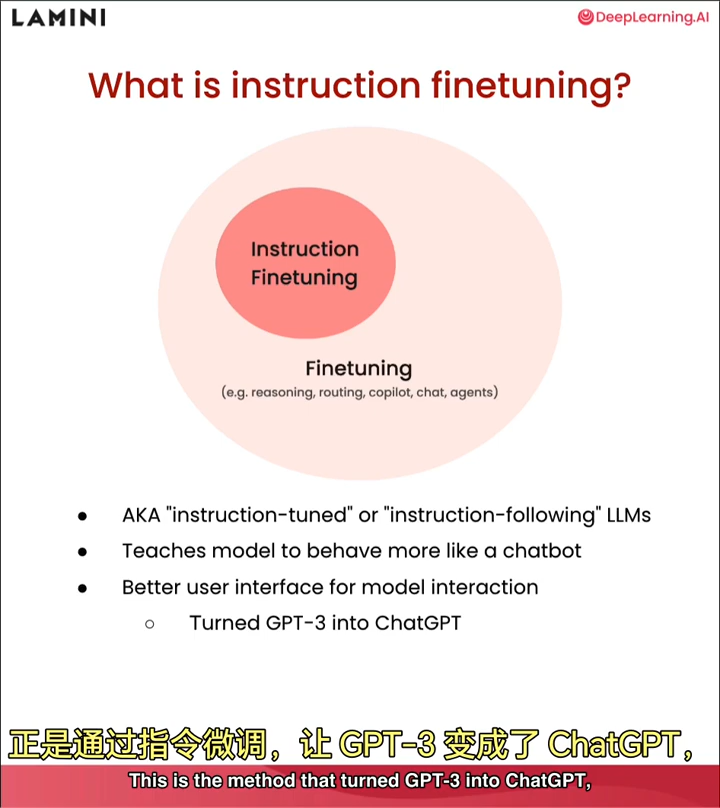 LAMINI
DeepLearning.AI
What is instruction finetuning?
Instruction
Finetuning
Finetuning
(e.g. reasoning, routing, copilot, chat, agents)
● AKA "instruction-tuned" or "instruction-following" LLMs
● Teaches model to behave more like a chatbot
● Better user interface for model interaction
○ Turned GPT-3 into ChatGPT
正是通过指令微调，让 GPT-3 变成了 ChatGPT，
This is the method that turned GPT-3 into ChatGPT,